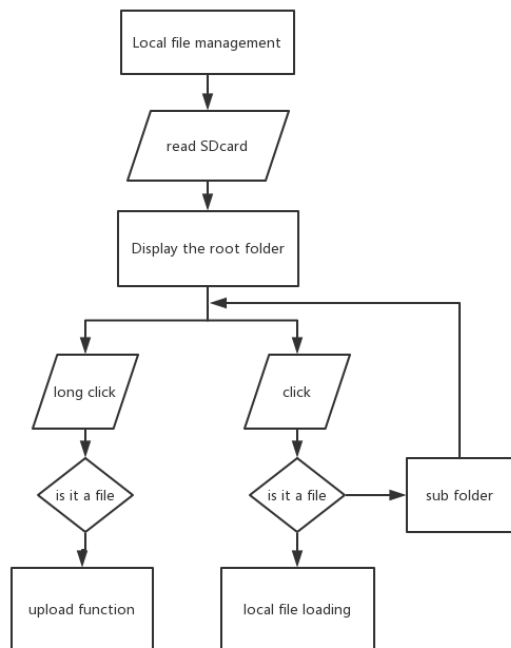 Local file management
read SDcard
Display the root folder
long click
click
is it a file
is it a file
sub folder
upload function
local file loading